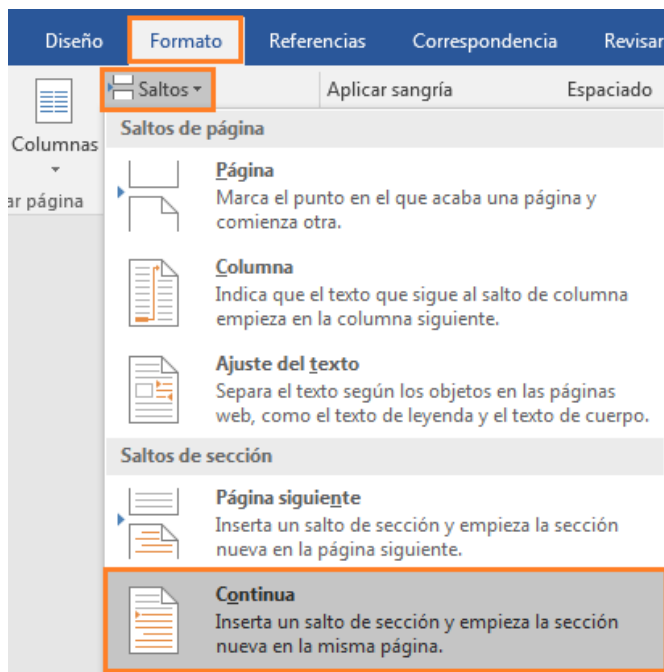 Diseño Formato Referencias Correspondencia Revisar
Saltos Aplicar sangría Espaciado
Columnas
ar página
Saltos de página
Página
Marca el punto en el que acaba una página y
comienza otra.
Columna
Indica que el texto que sigue al salto de columna
empieza en la columna siguiente.
Ajuste del texto
Separa el texto según los objetos en las páginas
web, como el texto de leyenda y el texto de cuerpo.
Saltos de sección
Página siguiente
Inserta un salto de sección y empieza la sección
nueva en la página siguiente.
Continua
Inserta un salto de sección y empieza la sección
nueva en la misma página.